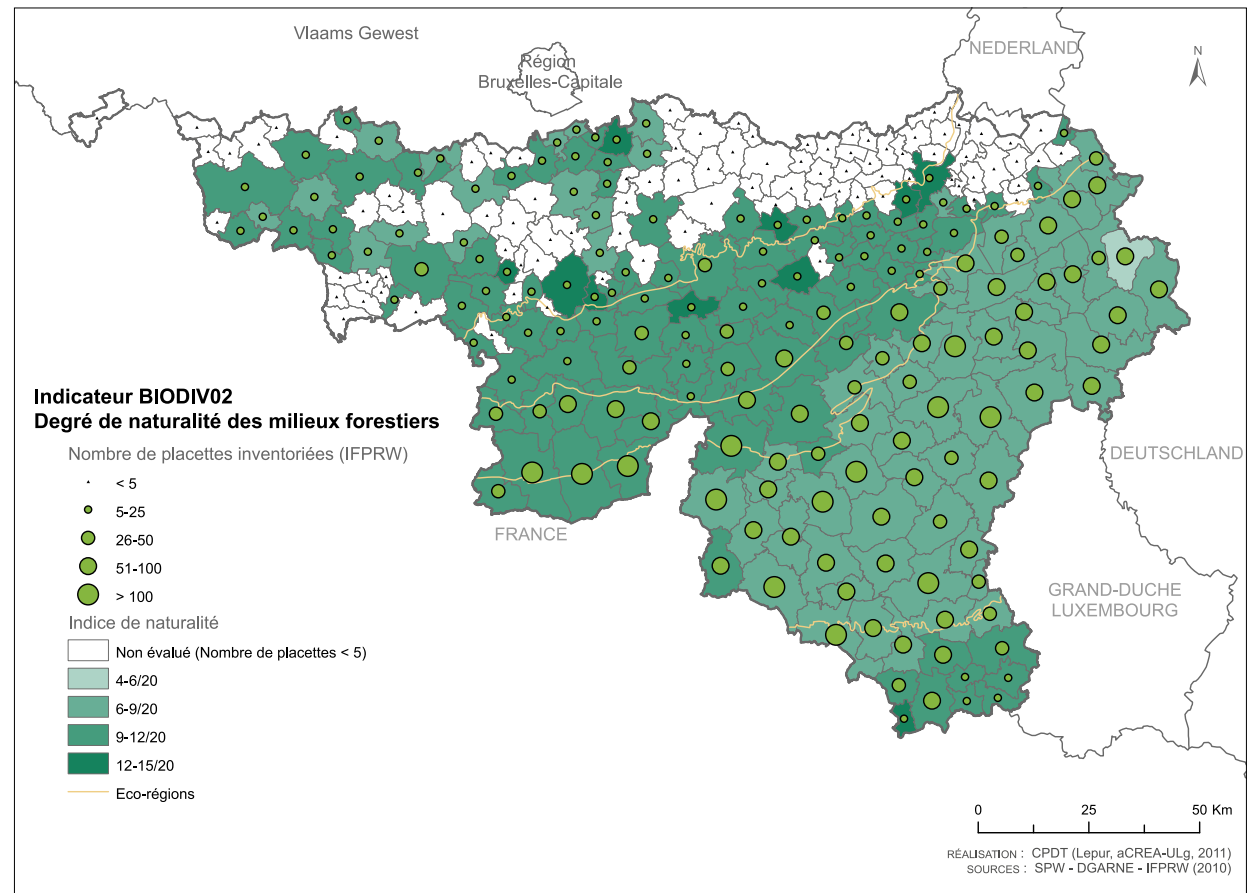 Vlaams Gewest
Région
Bruxelles-Capitale
NEDERLAND
N
Indicateur BIODIV02
Degré de naturalité des milieux forestiers
Nombre de placettes inventoriées (IFPRW)
< 5
5-25
26-50
51-100
> 100
Indice de naturalité
Non évalué (Nombre de placettes < 5)
4-6/20
6-9/20
9-12/20
12-15/20
Eco-régions
FRANCE
DEUTSCHLAND
GRAND-DUCHE
LUXEMBOURG
0 25 50 Km
RÉALISATION : CPDT (Lepur, aCREA-ULg, 2011)
SOURCES : SPW - DGARNE - IFPRW (2010)